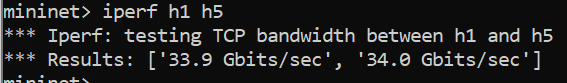 mininet> iperf h1 h5
*** Iperf: testing TCP bandwidth between h1 and h5
*** Results: ['33.9 Gbits/sec', '34.0 Gbits/sec']
mininet>